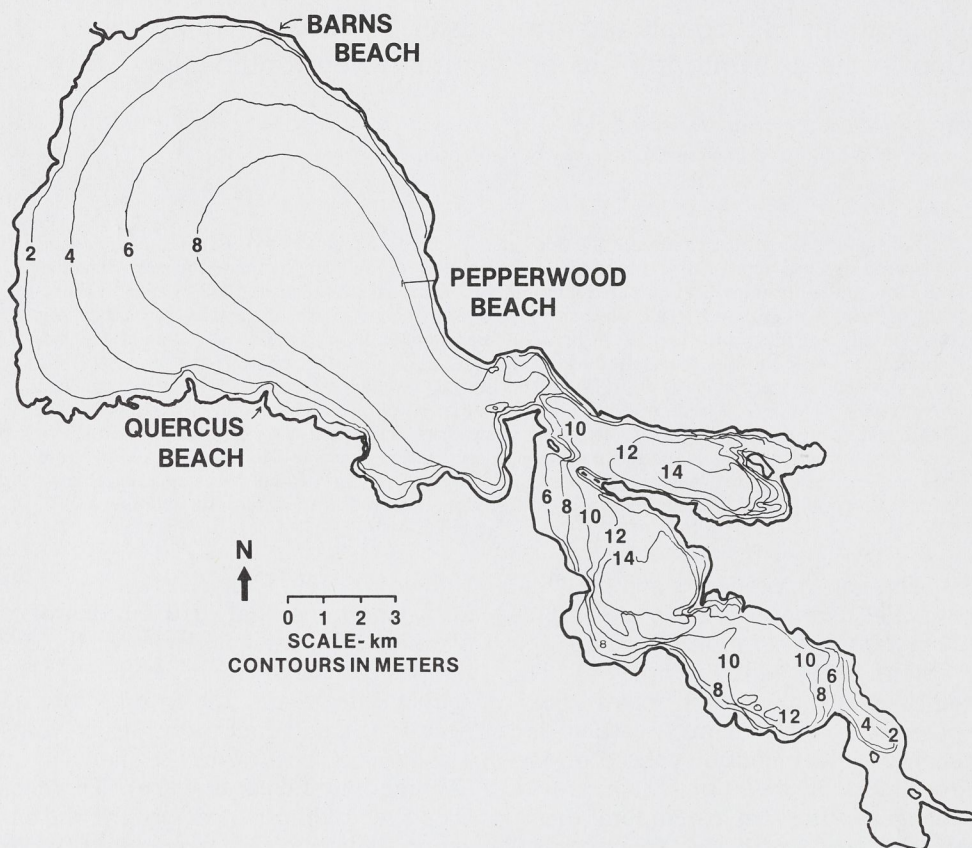 BARNS
BEACH
2 4 6 8
PEPPERWOOD
BEACH
QUERCUS
BEACH
10
12
14
6 8 10
12
14
N
0 1 2 3
SCALE- km
CONTOURS IN METERS
8
10 10
6
8 8
12
4
2